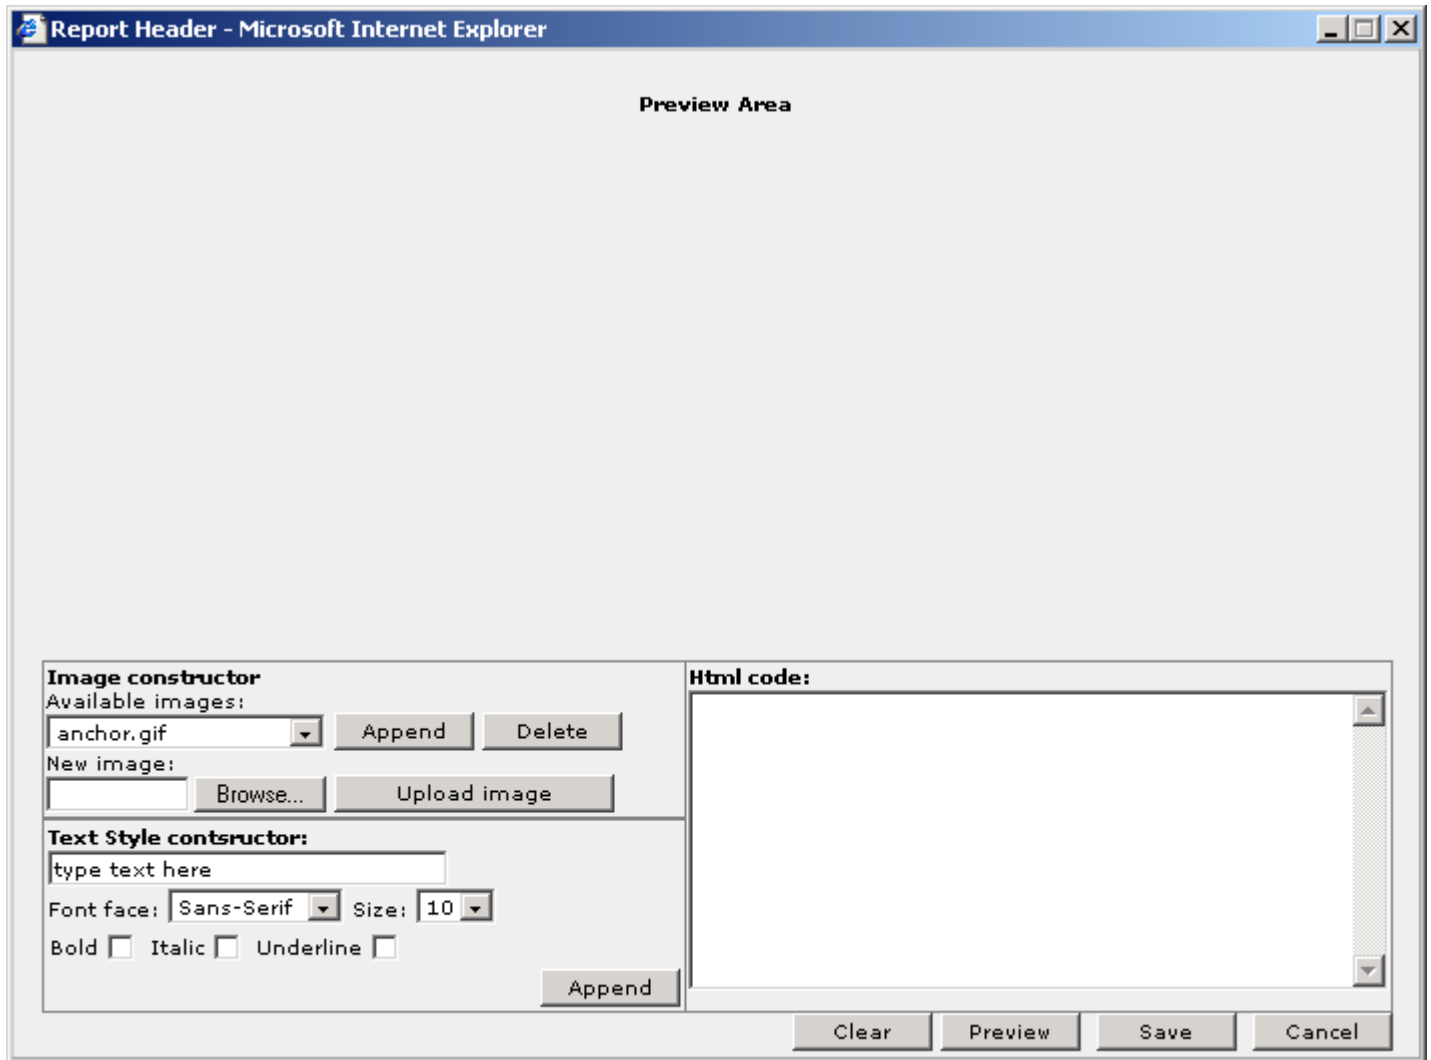 Report Header - Microsoft Internet Explorer
Preview Area
Image constructor
Available images:
anchor.gif Append Delete
New image:
Browse... Upload image
Text Style contsructor:
type text here
Font face: Sans-Serif Size: 10
Bold Italic Underline
Append
Html code:
Clear Preview Save Cancel